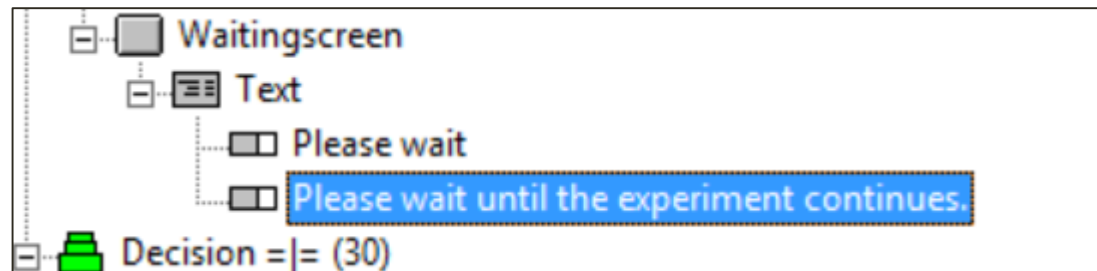 Waitingscreen
Text
Please wait
Please wait until the experiment continues.
Decision =|= (30)